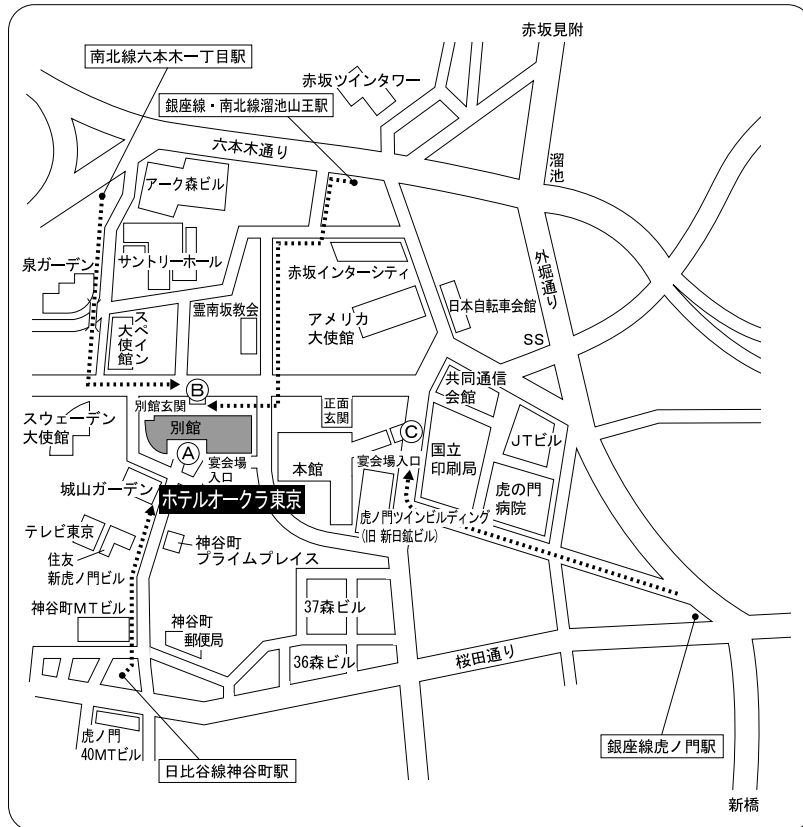 赤坂見附
南北線六本木一丁目駅
赤坂ツインタワー
銀座線・南北線溜池山王駅
六本木通り
溜池
アーク森ビル
外堀通り
泉ガーデン
サントリーホール
赤坂インターシティ
日本自転車会館
霊南坂教会
アメリカ
大使館
スペイン
大使館
SS
共同通信
会館
B
別館玄関
正面
玄関
スウェーデン
大使館
別館
C
JTビル
A
国立
印刷局
宴会場
入口
本館
宴会場入口
城山ガーデン
虎の門
病院
ホテルオークラ東京
虎ノ門ツインビルディング
(旧 新日鉱ビル)
テレビ東京
住友
新虎ノ門ビル
神谷町
プライムプレイス
神谷町MTビル
37森ビル
神谷町
郵便局
36森ビル
桜田通り
虎ノ門
40MTビル
銀座線虎ノ門駅
日比谷線神谷町駅
新橋